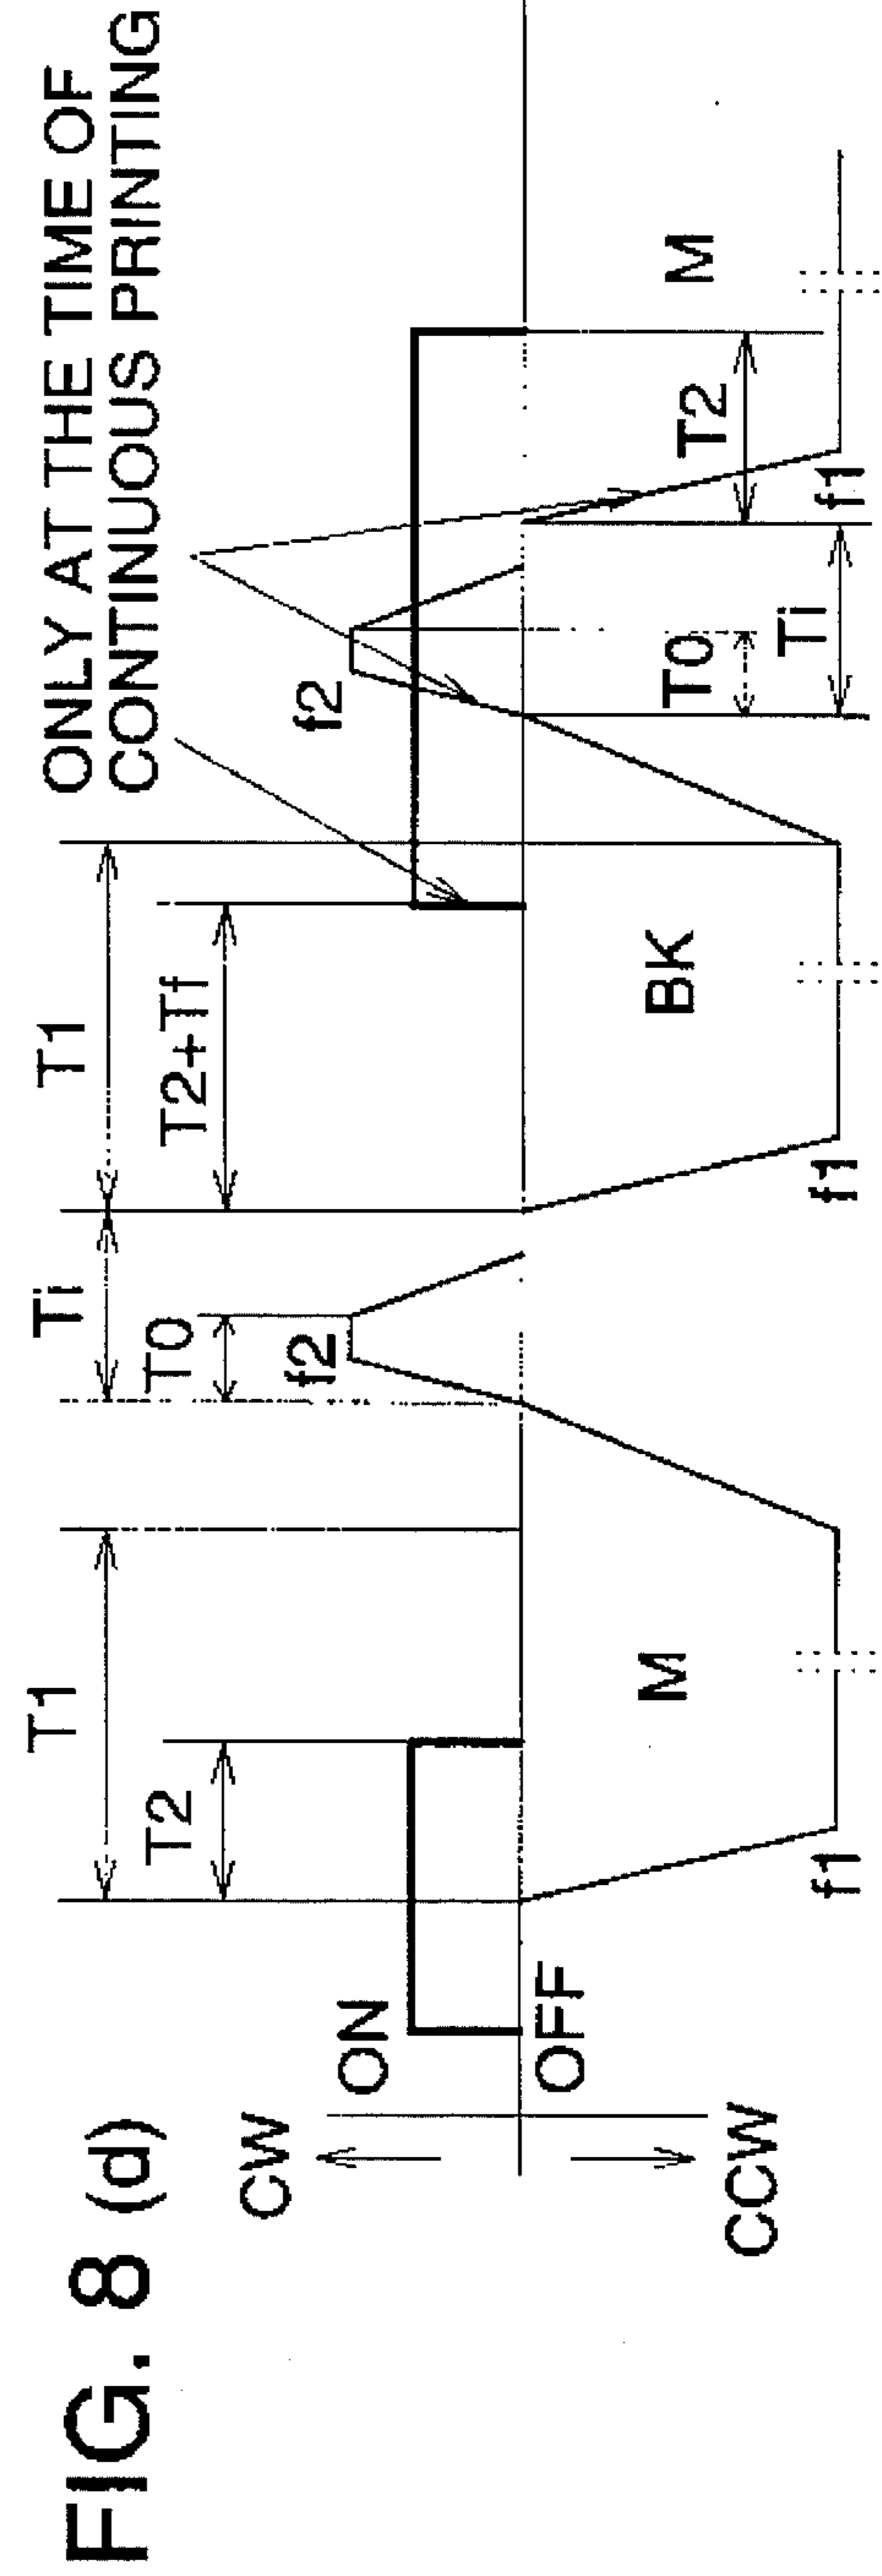 FIG. 8 (d)
ONLY AT THE TIME OF
CONTINUOUS PRINTING
T1
Ti
T1
T2
T0
T2+Tf
CW
ON
f2
f2
OFF
M
BK
T0
T2
M
CCW
Ti
f1
f1
f1